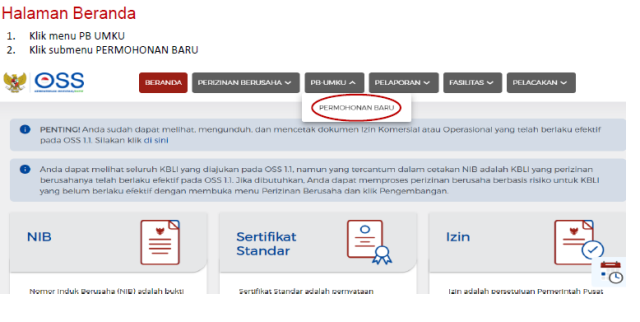 Halaman Beranda
1. Klik menu PB UMKU
2. Klik submenu PERMOHONAN BARU
OSS
BERANDA PERIZINAN BERUSAHA PB-UMKU PELAPORAN FASILITAS PELACAKAN
PERMOHONAN BARU
PENTING! Anda sudah dapat melihat, mengunduh, dan mencetak dokumen Izin Komersial atau Operasional yang telah berlaku efektif
pada OSS 1.1. Silakan klik di sini
Anda dapat melihat seluruh KBLI yang diajukan pada OSS 1.1, namun yang tercantum dalam cetakan NIB adalah KBLI yang perizinan
berusahanya telah berlaku efektif pada OSS 1.1. Jika dibutuhkan, Anda dapat memproses perizinan berusaha berbasis risiko untuk KBLI
yang belum berlaku efektif dengan membuka menu Perizinan Berusaha dan klik Pengembangan.
NIB
Sertifikat
Standar
Izin
Nomor Induk Berusaha (NIB) adalah bukti
Sertifikat Standar adalah pernyataan
Izin adalah persetujuan Pemerintah Pusat